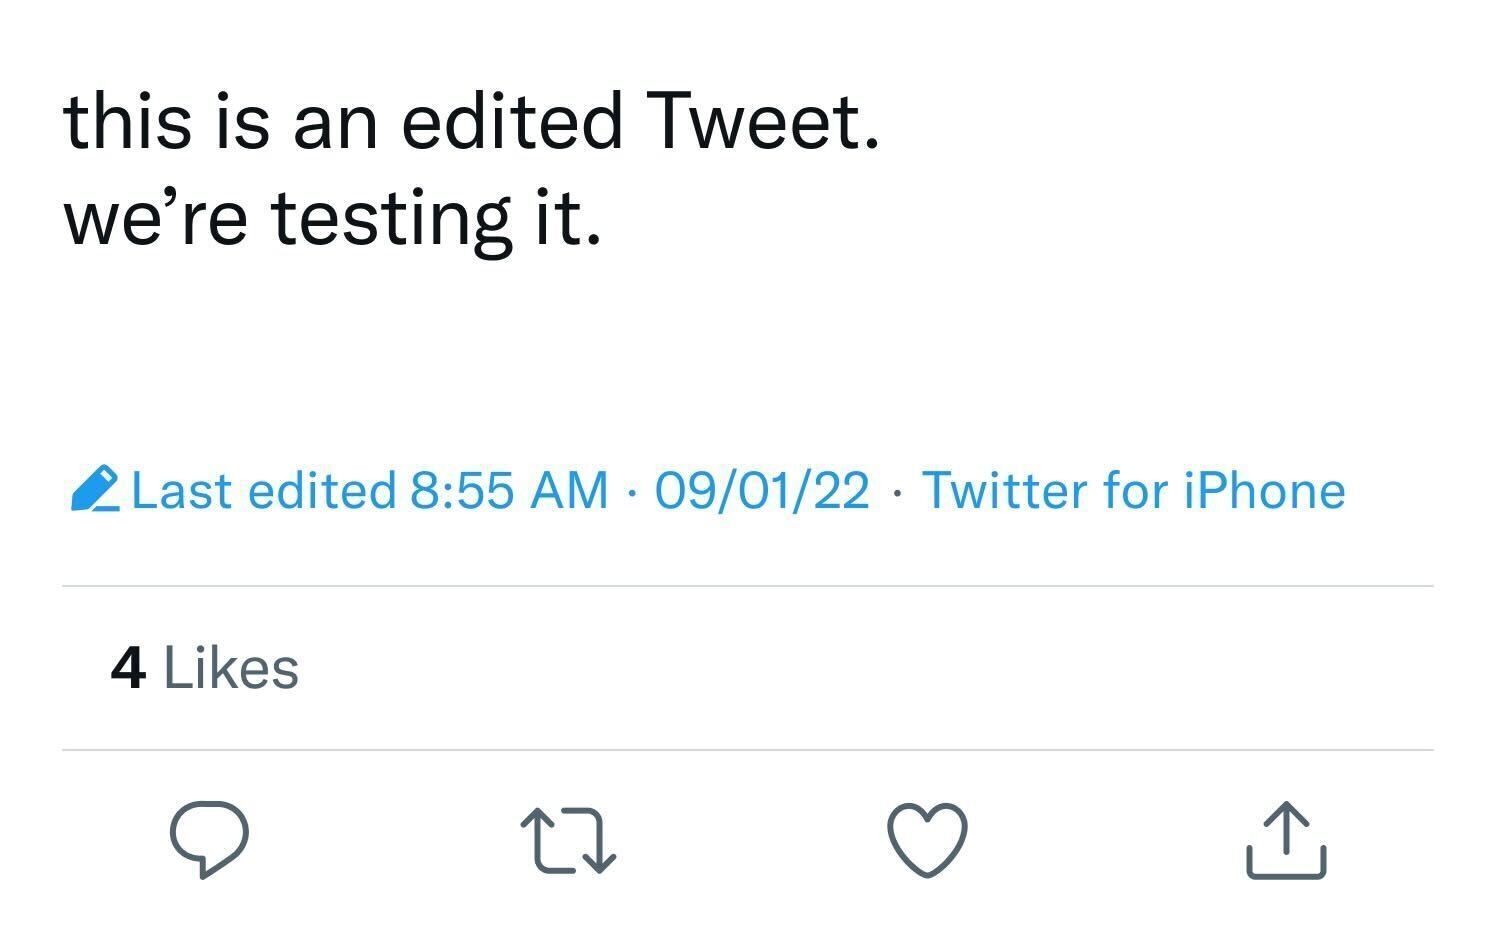 this is an edited Tweet.
we’re testing it.
Last edited 8:55 AM · 09/01/22 · Twitter for iPhone
4 Likes